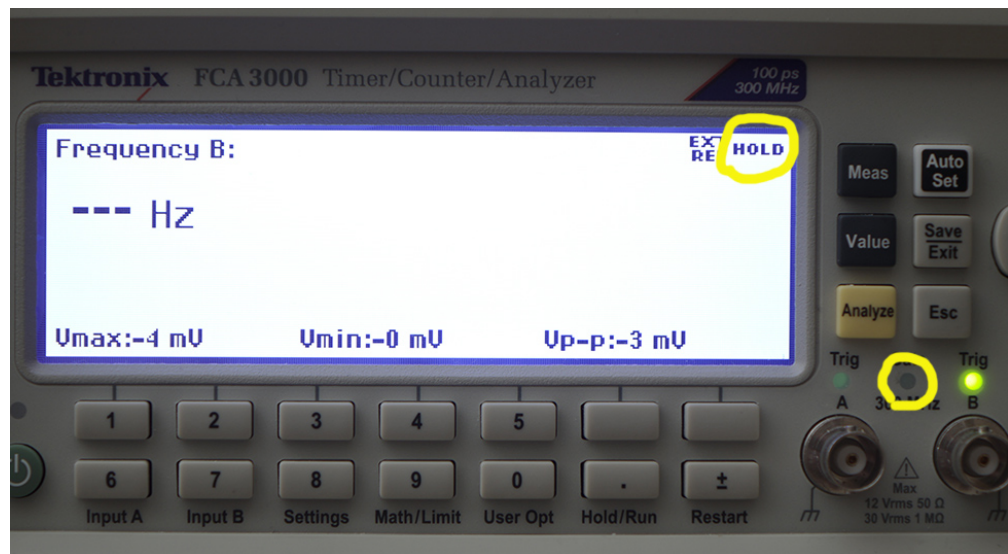 Tektronix FCA 3000 Timer/Counter/Analyzer
100 ps
300 MHz
Frequency B:
EXT
REF
HOLD
--- Hz
Vmax:-4 mV Vmin:-0 mV Vp-p:-3 mV
Meas
Auto Set
Value
Save
Exit
Analyze
Esc
Trig
Trig
A
B
1 2 3 4 5
6 7 8 9 0 . ±
Input A Input B Settings Math/Limit User Opt Hold/Run Restart
Max
12 Vrms 50 Ω
30 Vrms 1 MΩ